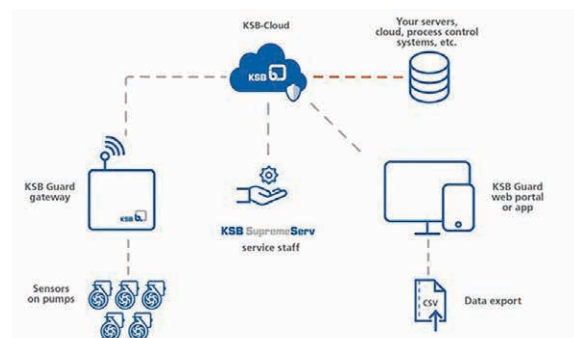 KSB-Cloud
Your servers,
cloud, process control
systems, etc.
KSB
KSB Guard
gateway
KSB
KSB SupremeServ
service staff
KSB Guard
web portal
or app
Sensors
on pumps
CSV
Data export